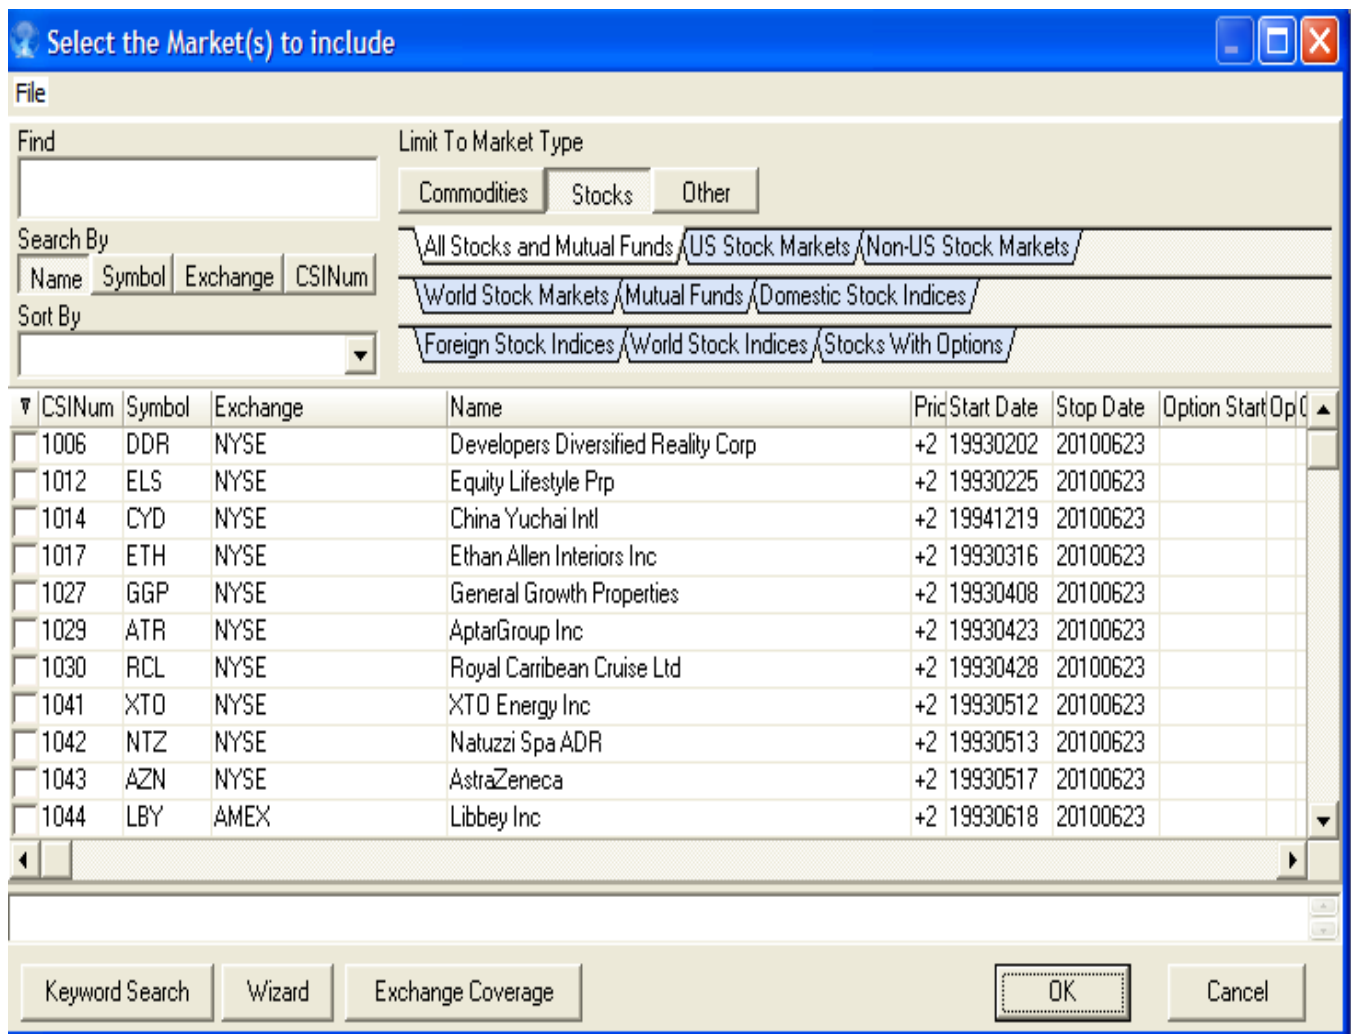 Select the Market(s) to include
File
Find
Limit To Market Type
Commodities Stocks Other
Search By
All Stocks and Mutual Funds US Stock Markets Non-US Stock Markets
Name Symbol Exchange CSINum
World Stock Markets Mutual Funds Domestic Stock Indices
Sort By
Foreign Stock Indices World Stock Indices Stocks With Options
CSINum Symbol Exchange Name Pric Start Date Stop Date Option Start Op
1006 DDR NYSE Developers Diversified Reality Corp +2 19930202 20100623
1012 ELS NYSE Equity Lifestyle Prp +2 19930225 20100623
1014 CYD NYSE China Yuchai Intl +2 19941219 20100623
1017 ETH NYSE Ethan Allen Interiors Inc +2 19930316 20100623
1027 GGP NYSE General Growth Properties +2 19930408 20100623
1029 ATR NYSE AptarGroup Inc +2 19930423 20100623
1030 RCL NYSE Royal Carribean Cruise Ltd +2 19930428 20100623
1041 XTO NYSE XTO Energy Inc +2 19930512 20100623
1042 NTZ NYSE Natuzzi Spa ADR +2 19930513 20100623
1043 AZN NYSE AstraZeneca +2 19930517 20100623
1044 LBY AMEX Libbey Inc +2 19930618 20100623
Keyword Search Wizard Exchange Coverage OK Cancel